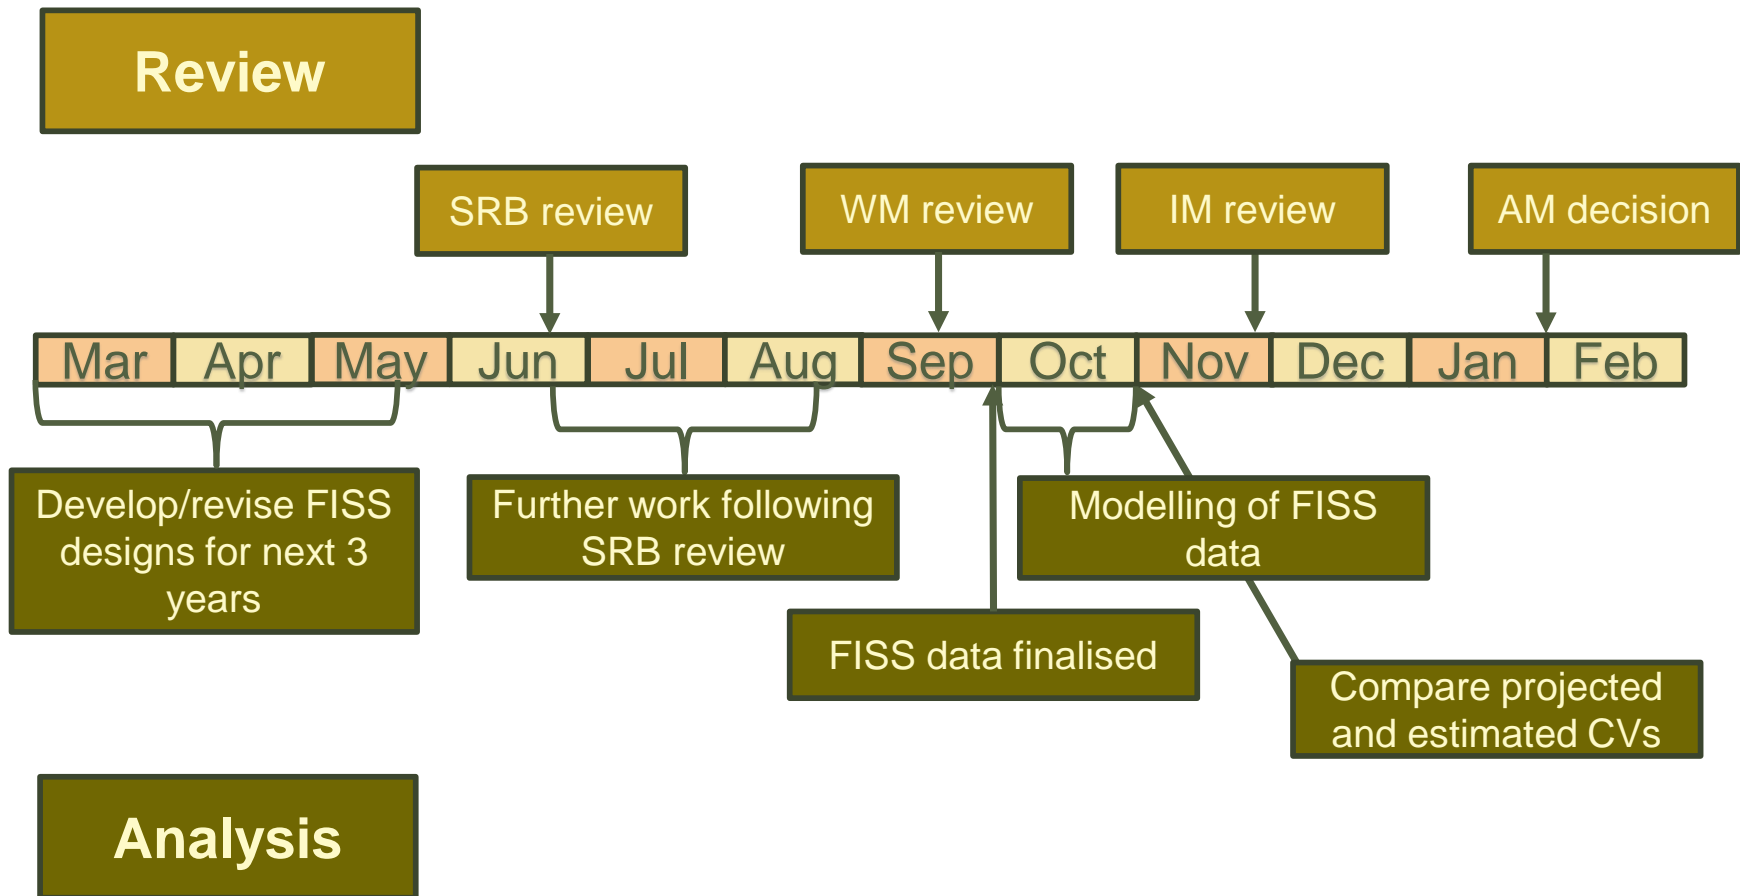 Review
SRB review
WM review
IM review
AM decision
Mar Apr May Jun Jul Aug Sep Oct Nov Dec Jan Feb
Develop/revise FISS
designs for next 3
years
Further work following
SRB review
Modelling of FISS
data
FISS data finalised
Compare projected
and estimated CVs
Analysis